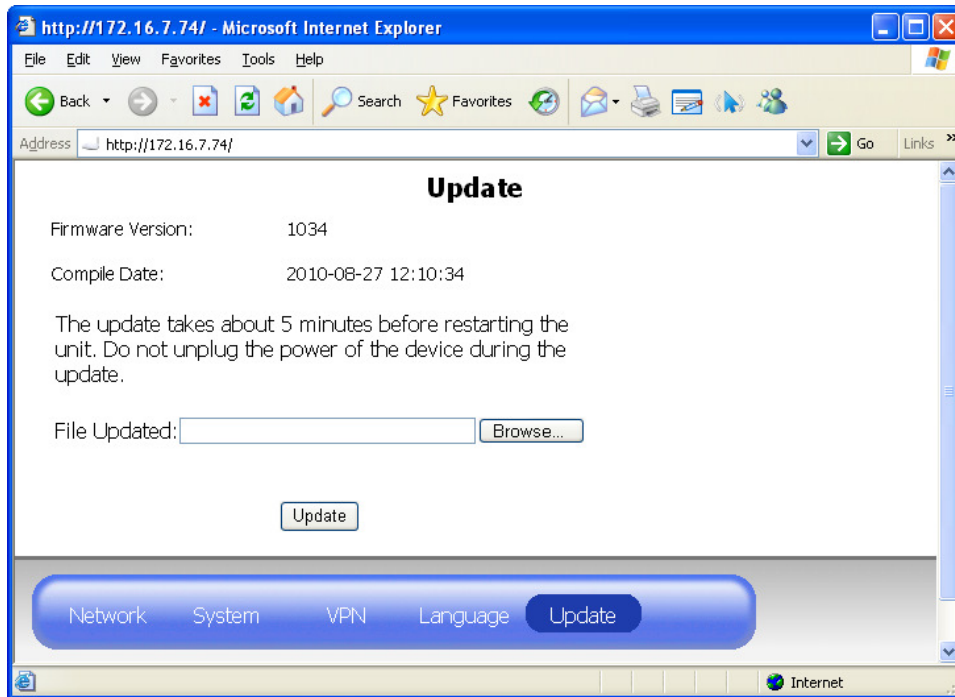 http://172.16.7.74/ - Microsoft Internet Explorer
File Edit View Favorites Tools Help
Back Search Favorites
Address http://172.16.7.74/ Go Links »
Update
Firmware Version: 1034
Compile Date: 2010-08-27 12:10:34
The update takes about 5 minutes before restarting the
unit. Do not unplug the power of the device during the
update.
File Updated: Browse...
Update
Network System VPN Language Update
Internet